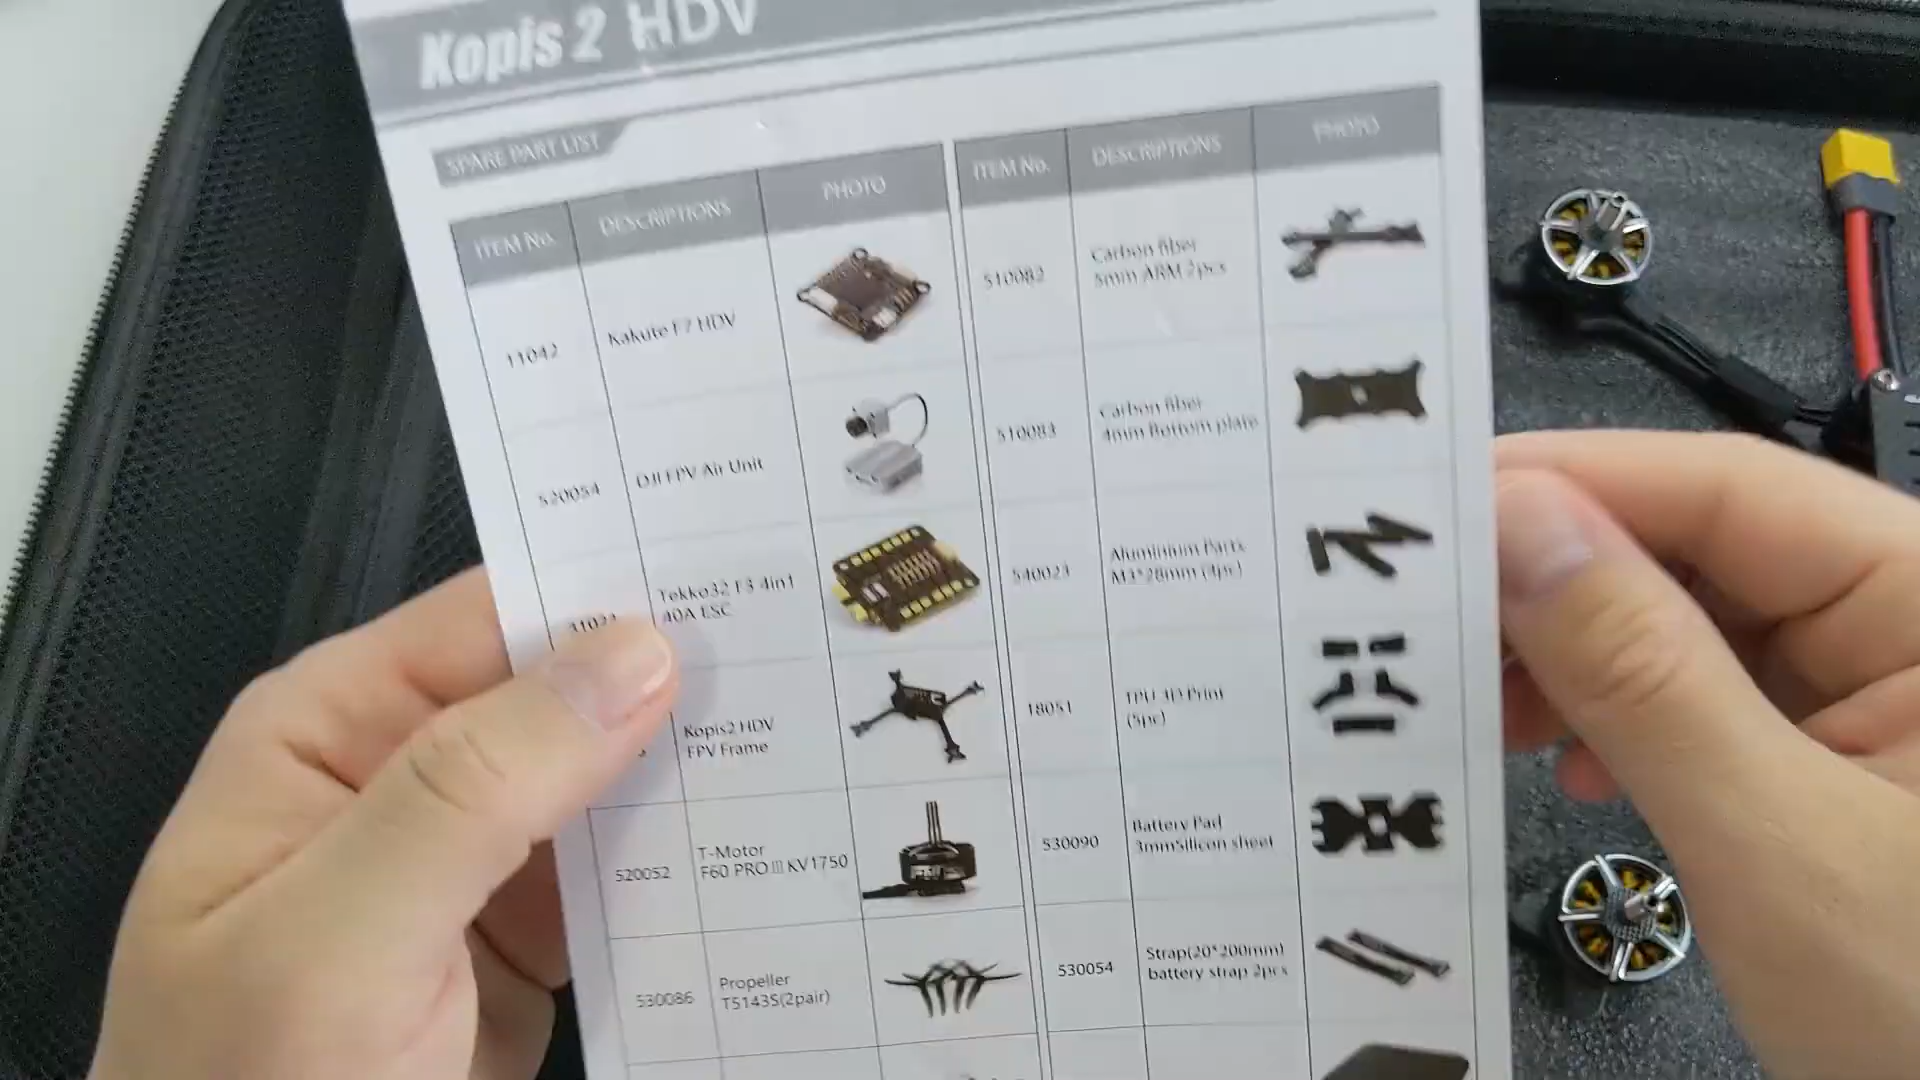 Kopis 2 HDV
SPARE PART LIST
ITEM No.
DESCRIPTIONS
PHOTO
11042
Kakute F7 HDV
520054
DJI FPV Air Unit
Tekko32 F3 4in1
40A ESC
Kopis2 HDV
FPV Frame
520052
T-Motor
F60 PRO III KV1750
530086
Propeller
T5143S(2pair)
ITEM No.
DESCRIPTIONS
PHOTO
510082
Carbon fiber
5mm ARM 2pcs
510083
Carbon fiber
4mm Bottom plate
540023
Aluminium Parts
M3*28mm (4pc)
18051
TPU 3D Print
(5pc)
530090
Battery Pad
3mmSilicon sheet
530054
Strap(20*200mm)
battery strap 2pcs